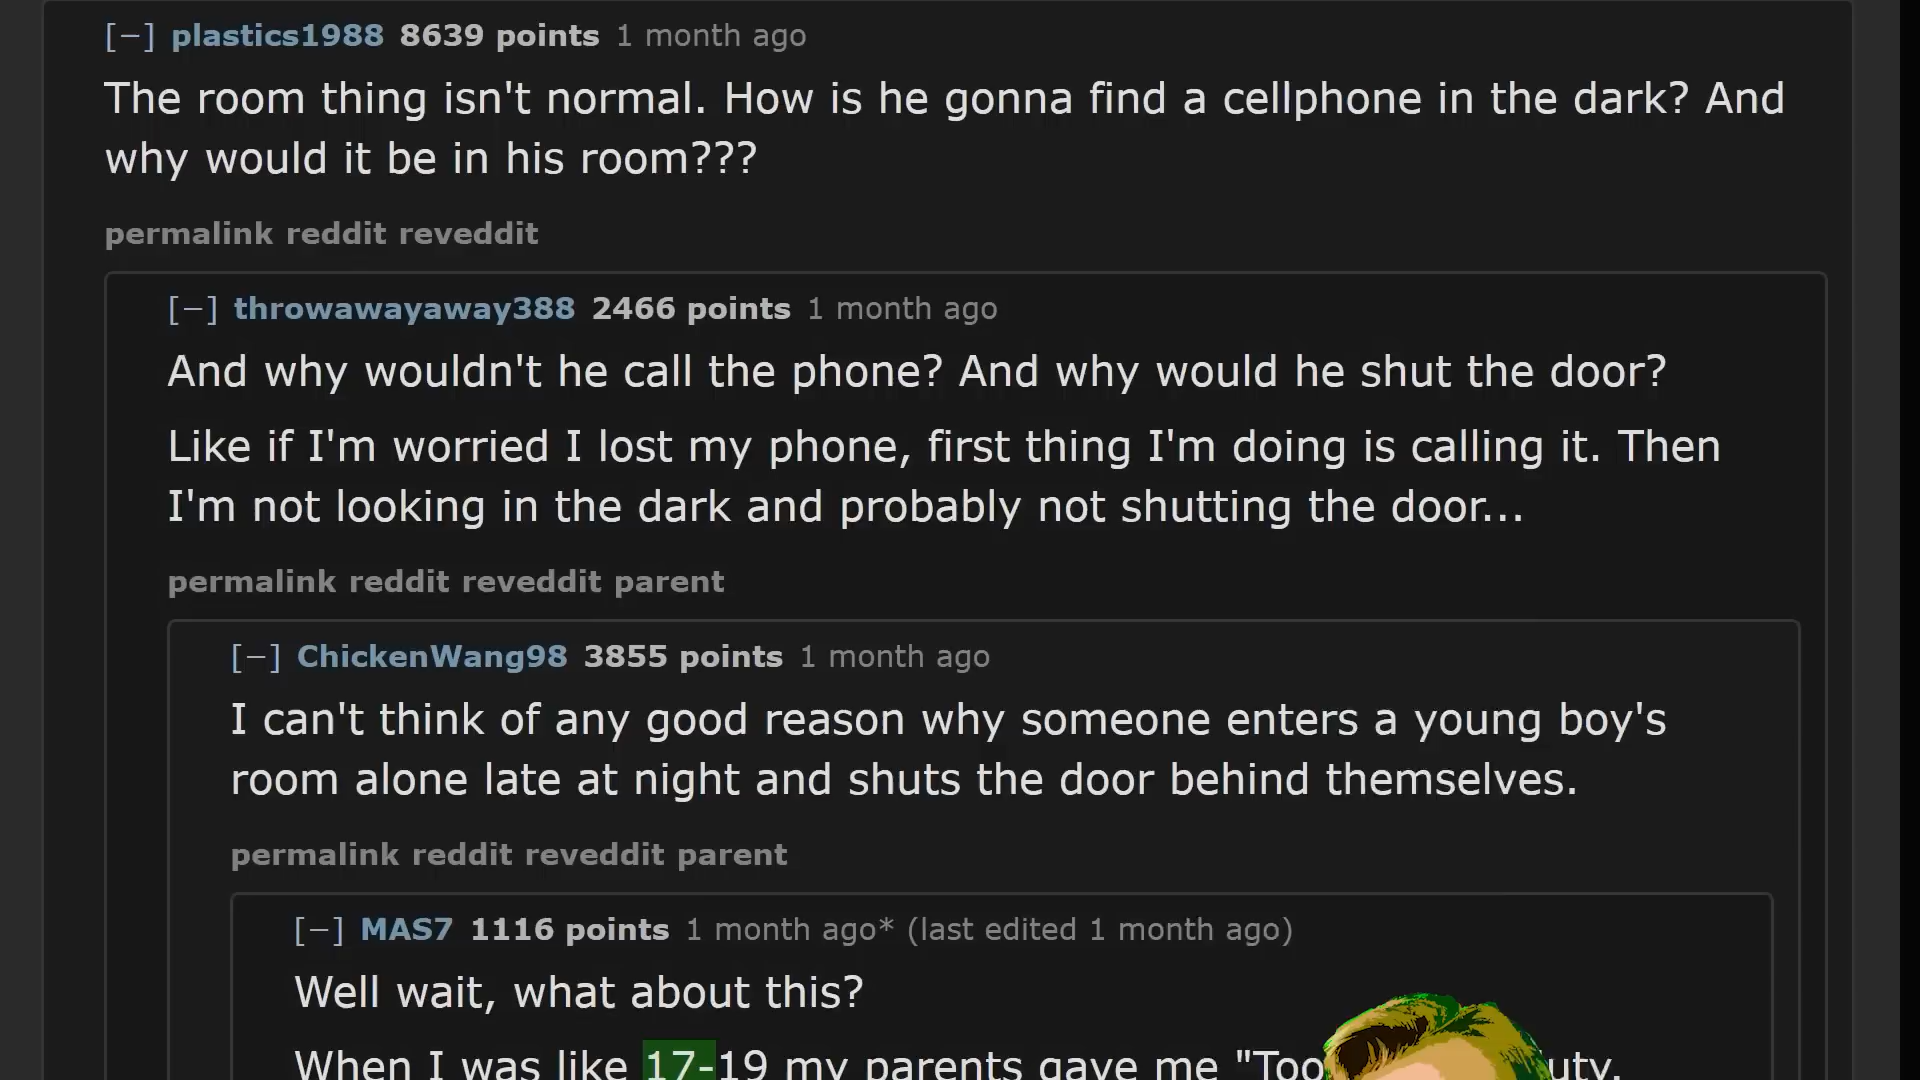 [−] plastics1988 8639 points 1 month ago
The room thing isn't normal. How is he gonna find a cellphone in the dark? And
why would it be in his room???
permalink reddit reveddit
[−] throwawayaway388 2466 points 1 month ago
And why wouldn't he call the phone? And why would he shut the door?
Like if I'm worried I lost my phone, first thing I'm doing is calling it. Then
I'm not looking in the dark and probably not shutting the door...
permalink reddit reveddit parent
[−] ChickenWang98 3855 points 1 month ago
I can't think of any good reason why someone enters a young boy's
room alone late at night and shuts the door behind themselves.
permalink reddit reveddit parent
[−] MAS7 1116 points 1 month ago* (last edited 1 month ago)
Well wait, what about this?
When I was like 17-19 my parents gave me